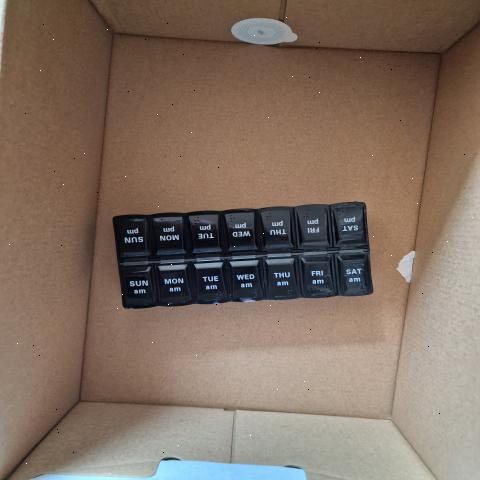 SUN pm
MON pm
TUE pm
WED pm
THU pm
FRI pm
SAT pm
SUN am
MON am
TUE am
WED am
THU am
FRI am
SAT am